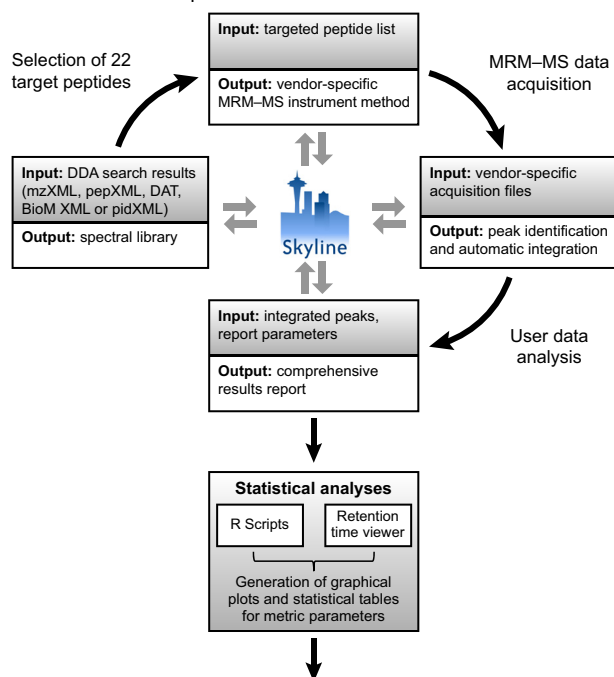 Selection of 22
target peptides
Input: targeted peptide list
Output: vendor-specific
MRM–MS instrument method
MRM–MS data
acquisition
Input: DDA search results
(mzXML, pepXML, DAT,
BioM XML or pidXML)
Output: spectral library
Skyline
Input: vendor-specific
acquisition files
Output: peak identification
and automatic integration
Input: integrated peaks,
report parameters
Output: comprehensive
results report
User data
analysis
Statistical analyses
R Scripts
Retention
time viewer
Generation of graphical
plots and statistical tables
for metric parameters